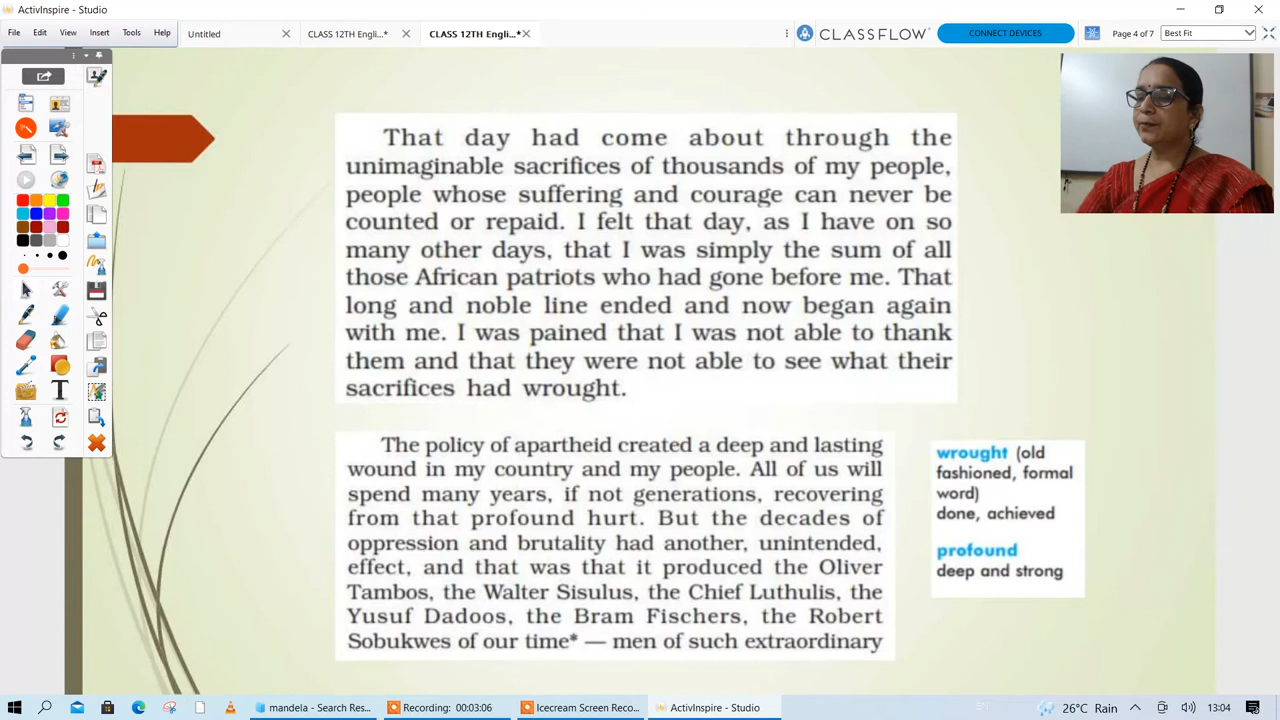 ActivInspire - Studio
File Edit View Insert Tools Help
Untitled
CLASS 12TH Engli...*
CLASS 12TH Engli...*
CLASSFLOW
CONNECT DEVICES
Page 4 of 7
Best Fit
That day had come about through the
unimaginable sacrifices of thousands of my people,
people whose suffering and courage can never be
counted or repaid. I felt that day, as I have on so
many other days, that I was simply the sum of all
those African patriots who had gone before me. That
long and noble line ended and now began again
with me. I was pained that I was not able to thank
them and that they were not able to see what their
sacrifices had wrought.
The policy of apartheid created a deep and lasting
wound in my country and my people. All of us will
spend many years, if not generations, recovering
from that profound hurt. But the decades of
oppression and brutality had another, unintended,
effect, and that was that it produced the Oliver
Tambos, the Walter Sisulus, the Chief Luthulis, the
Yusuf Dadoos, the Bram Fischers, the Robert
Sobukwes of our time* — men of such extraordinary
wrought (old
fashioned, formal
word)
done, achieved
profound
deep and strong
mandela - Search Res...
Recording: 00:03:06
Icecream Screen Reco...
ActivInspire - Studio
ENG
26°C Rain
13:04